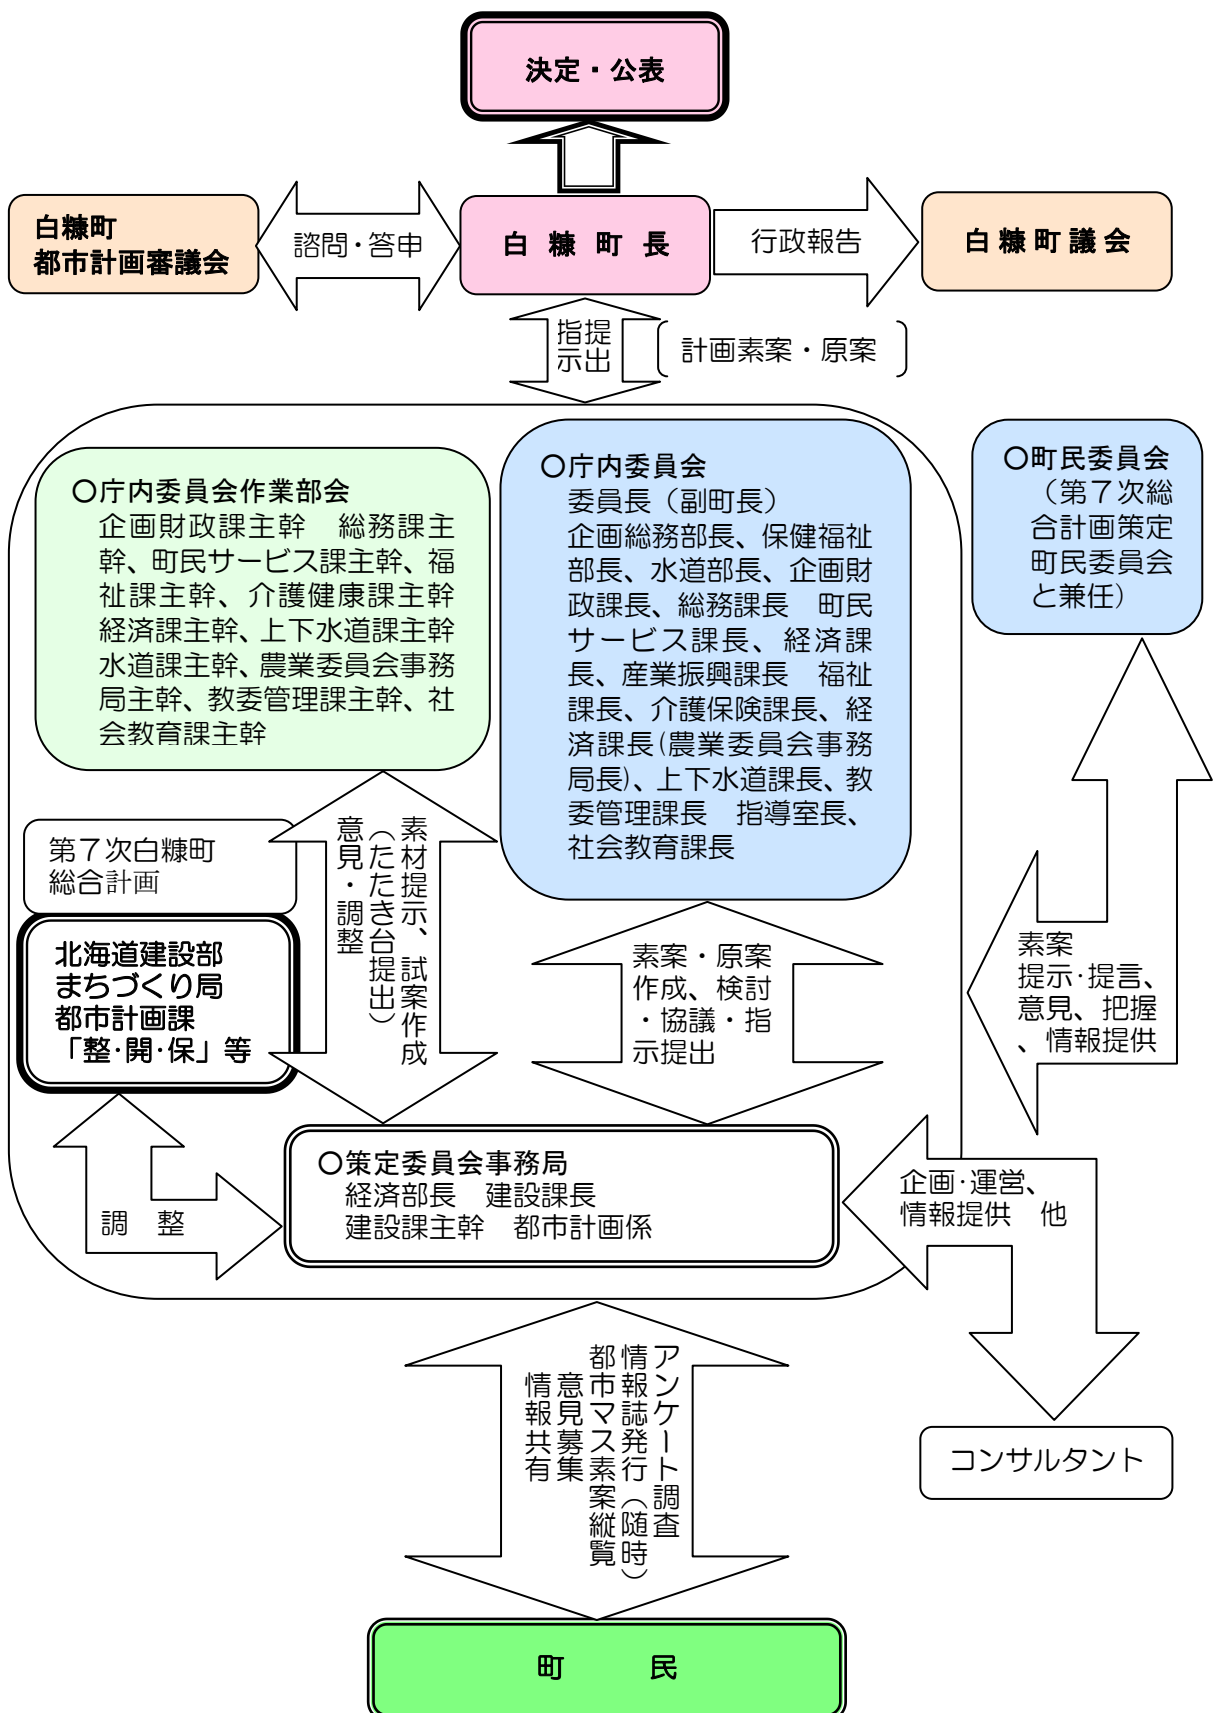 決定・公表
白糠町
都市計画審議会
諮問・答申
白糠町長
行政報告
白糠町議会
指示
提出
計画素案・原案
〇庁内委員会作業部会
企画財政課主幹　総務課主
幹、町民サービス課主幹、福
祉課主幹、介護健康課主幹
経済課主幹、上下水道課主幹
水道課主幹、農業委員会事務
局主幹、教委管理課主幹、社
会教育課主幹
〇庁内委員会
委員長（副町長）
企画総務部長、保健福祉
部長、水道部長、企画財
政課長、総務課長　町民
サービス課長、経済課
長、産業振興課長　福祉
課長、介護保険課長、経
済課長(農業委員会事務
局長)、上下水道課長、教
委管理課長　指導室長、
社会教育課長
〇町民委員会
（第７次総
合計画策定
町民委員会
と兼任）
第７次白糠町
総合計画
北海道建設部
まちづくり局
都市計画課
「整・開・保」等
素材提示、試案作成
（たたき台提出）
意見・調整
素案・原案
作成、検討
・協議・指
示提出
素案
提示・提言、
意見、把握
、情報提供
調　整
〇策定委員会事務局
経済部長　建設課長
建設課主幹　都市計画係
企画・運営、
情報提供　他
アンケート調査
情報誌発行（随時）
都市マス素案縦覧
意見募集
情報共有
コンサルタント
町　民